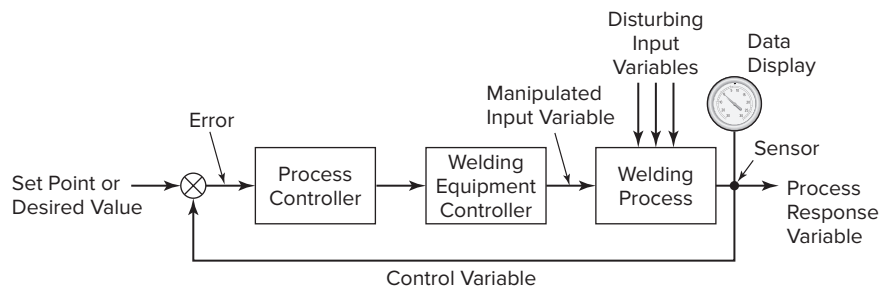 Disturbing
Input
Variables
Data
Display
Manipulated
Input Variable
Error
Sensor
Set Point or
Desired Value
Process
Controller
Welding
Equipment
Controller
Welding
Process
Process
Response
Variable
Control Variable